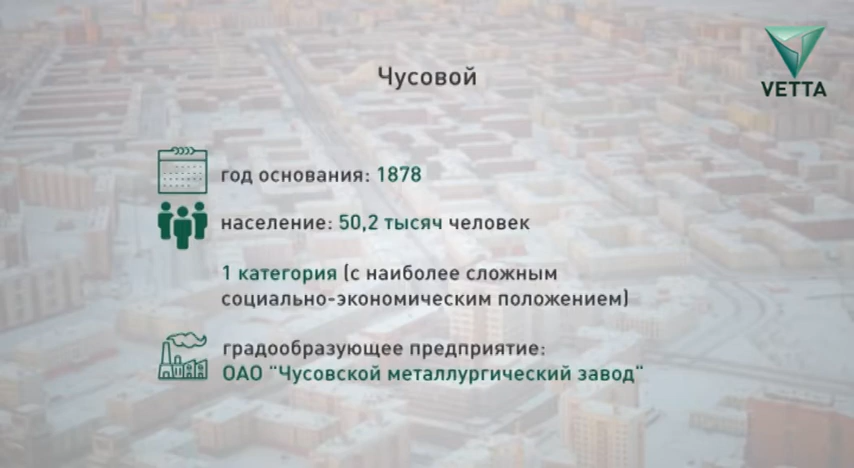 Чусовой
VETTA
год основания: 1878
население: 50,2 тысяч человек
1 категория (с наиболее сложным
социально-экономическим положением)
градообразующее предприятие:
ОАО "Чусовской металлургический завод"